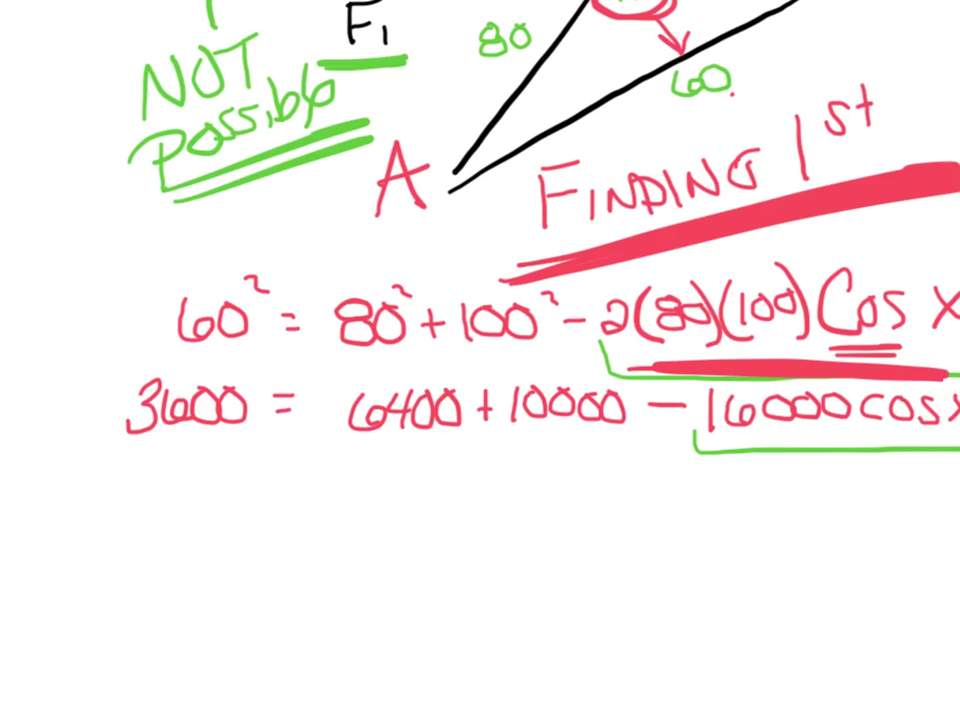 F1
80
NOT
Possible
60.
A
FINDING 1st
60² = 80² + 100² - 2(80)(100) Cos x
3600 = 6400 + 10000 - 16000 cos x